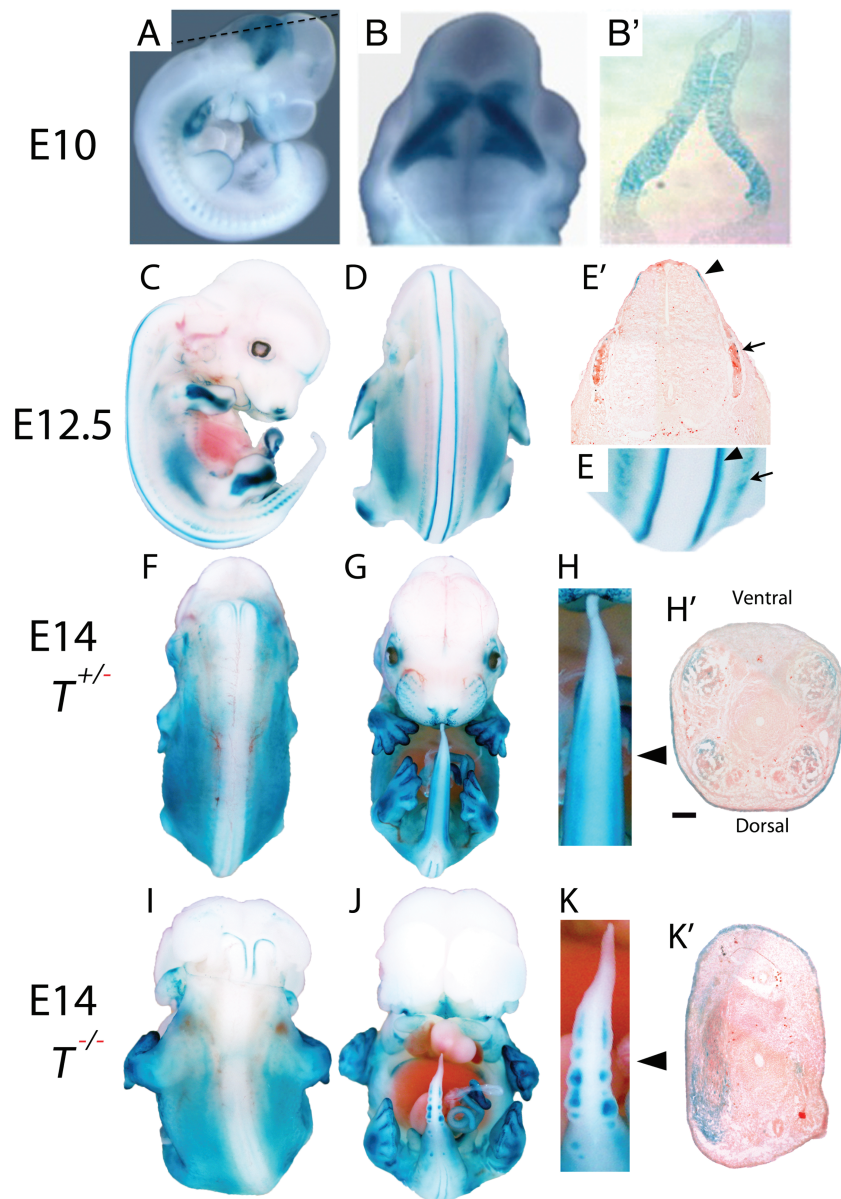 A
B
B’
E10
C
D
E’
E12.5
E
F
G
H
H’
Ventral
E14
T+/-
Dorsal
I
J
K
K’
E14
T-/-